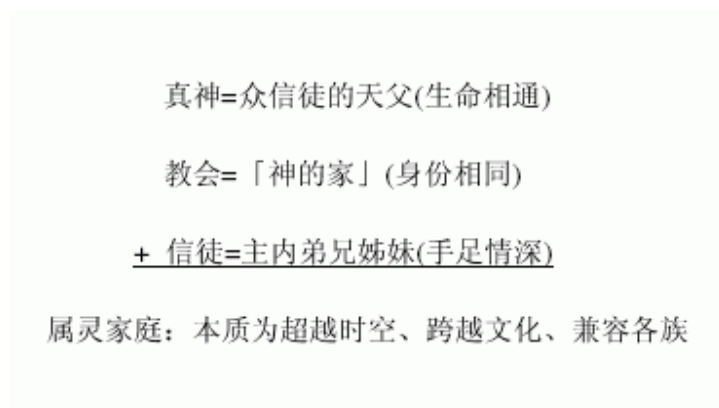 真神=众信徒的天父(生命相通)
教会=「神的家」(身份相同)
+ 信徒=主内弟兄姊妹(手足情深)
属灵家庭：本质为超越时空、跨越文化、兼容各族